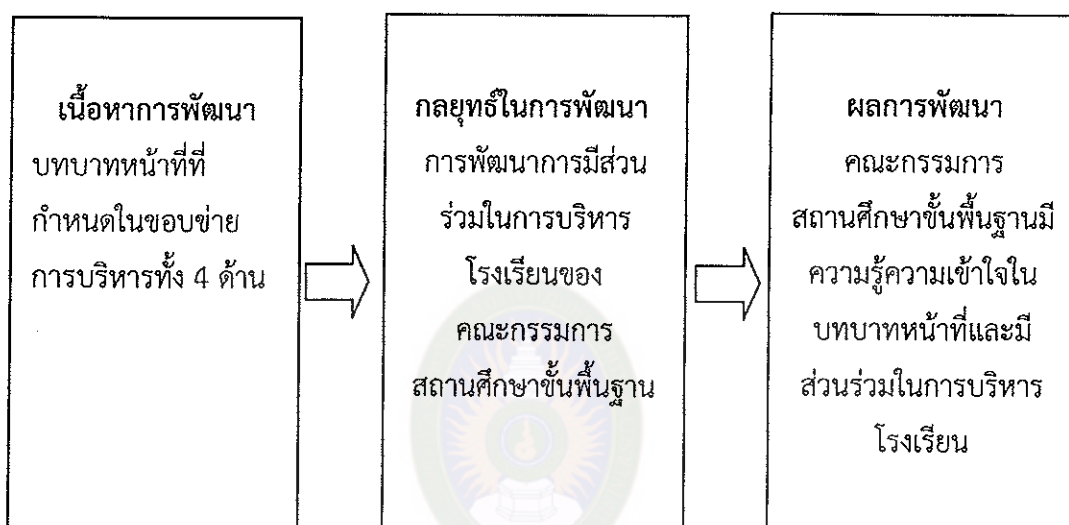 เนื้อหาการพัฒนา
บทบาทหน้าที่ที่
กำหนดในขอบข่าย
การบริหารทั้ง 4 ด้าน
กลยุทธ์ในการพัฒนา
การพัฒนาการมีส่วน
ร่วมในการบริหาร
โรงเรียนของ
คณะกรรมการ
สถานศึกษาขั้นพื้นฐาน
ผลการพัฒนา
คณะกรรมการ
สถานศึกษาขั้นพื้นฐานมี
ความรู้ความเข้าใจใน
บทบาทหน้าที่และมี
ส่วนร่วมในการบริหาร
โรงเรียน